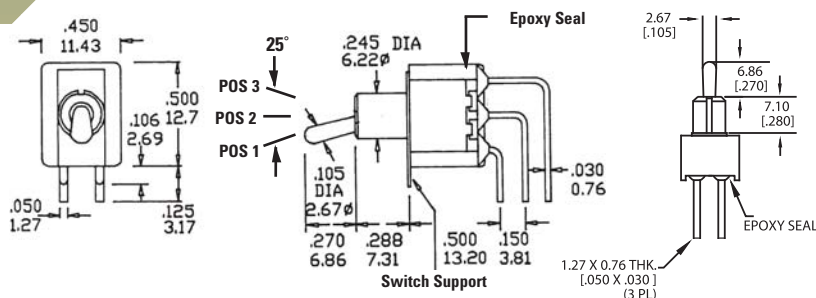 .450
11.43
.500
12.7
.106
2.69
.050
1.27
.125
3.17
25°
POS 3
POS 2
POS 1
.245 DIA
6.22ø
Epoxy Seal
.105
DIA
2.67ø
.270
6.86
.288
7.31
.500
13.20
.150
3.81
.030
0.76
Switch Support
2.67
[.105]
6.86
[.270]
7.10
[.280]
EPOXY SEAL
1.27 X 0.76 THK.
[.050 X .030 ]
(3 PL)